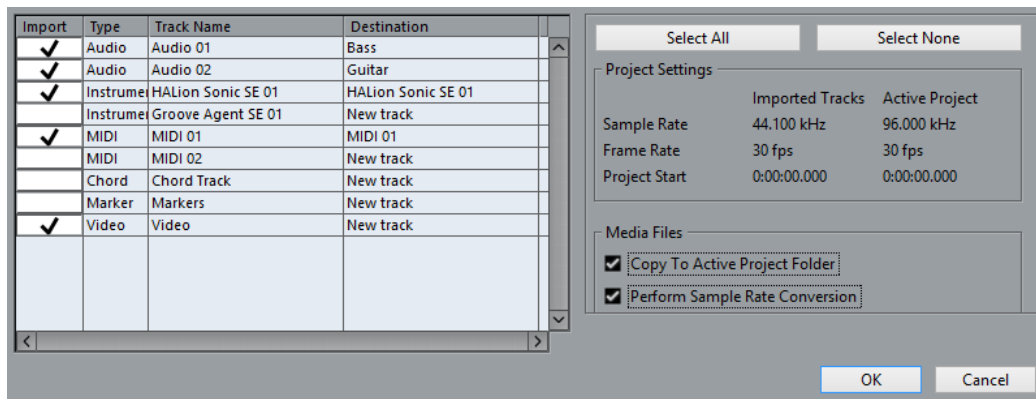 Import Type Track Name Destination
Audio Audio 01 Bass
Audio Audio 02 Guitar
Instrumen HALion Sonic SE 01 HALion Sonic SE 01
Instrumen Groove Agent SE 01 New track
MIDI MIDI 01 MIDI 01
MIDI MIDI 02 New track
Chord Chord Track New track
Marker Markers New track
Video Video New track
Select All Select None
Project Settings
Imported Tracks Active Project
Sample Rate 44.100 kHz 96.000 kHz
Frame Rate 30 fps 30 fps
Project Start 0:00:00.000 0:00:00.000
Media Files
Copy To Active Project Folder
Perform Sample Rate Conversion
OK Cancel